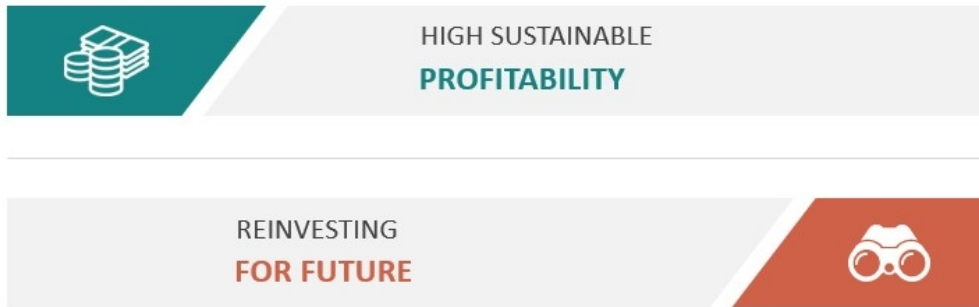 HIGH SUSTAINABLE
PROFITABILITY
REINVESTING
FOR FUTURE